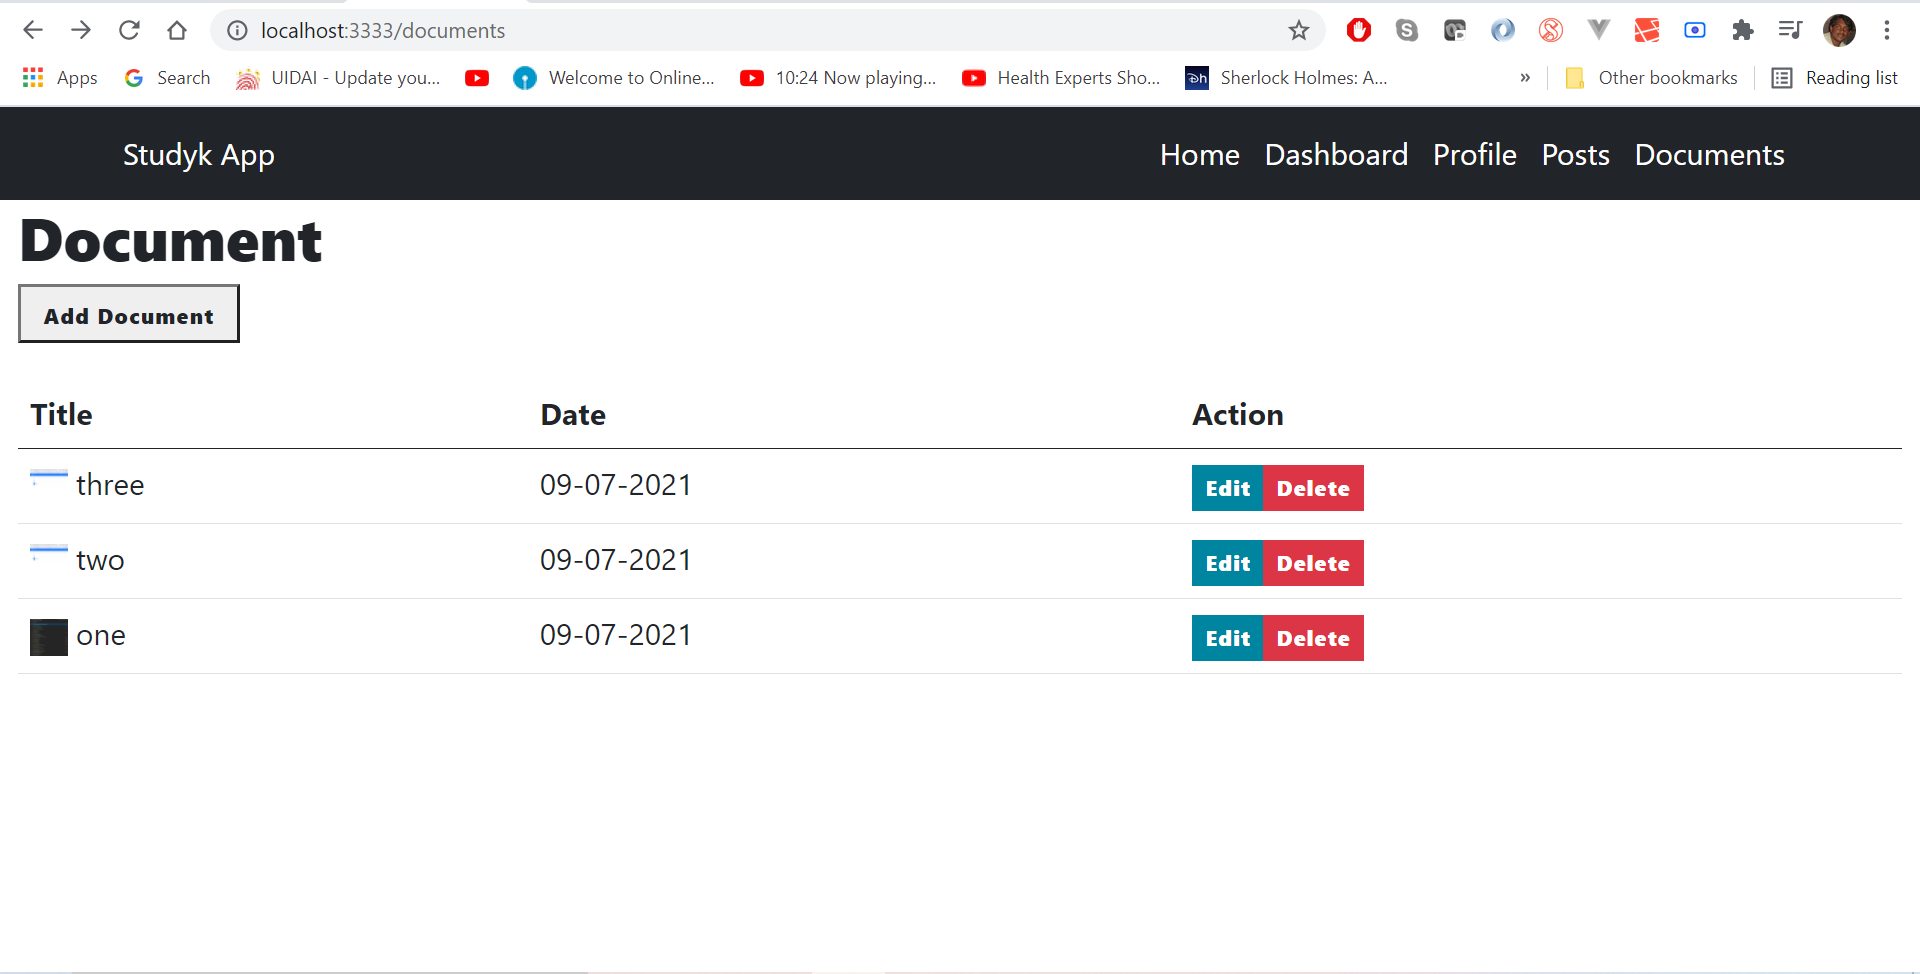 localhost:3333/documents
Apps Search UIDAI - Update you... Welcome to Online... 10:24 Now playing... Health Experts Sho... Sherlock Holmes: A... » Other bookmarks Reading list
Studyk App Home Dashboard Profile Posts Documents
Document
Add Document
Title Date Action
three 09-07-2021 Edit Delete
two 09-07-2021 Edit Delete
one 09-07-2021 Edit Delete